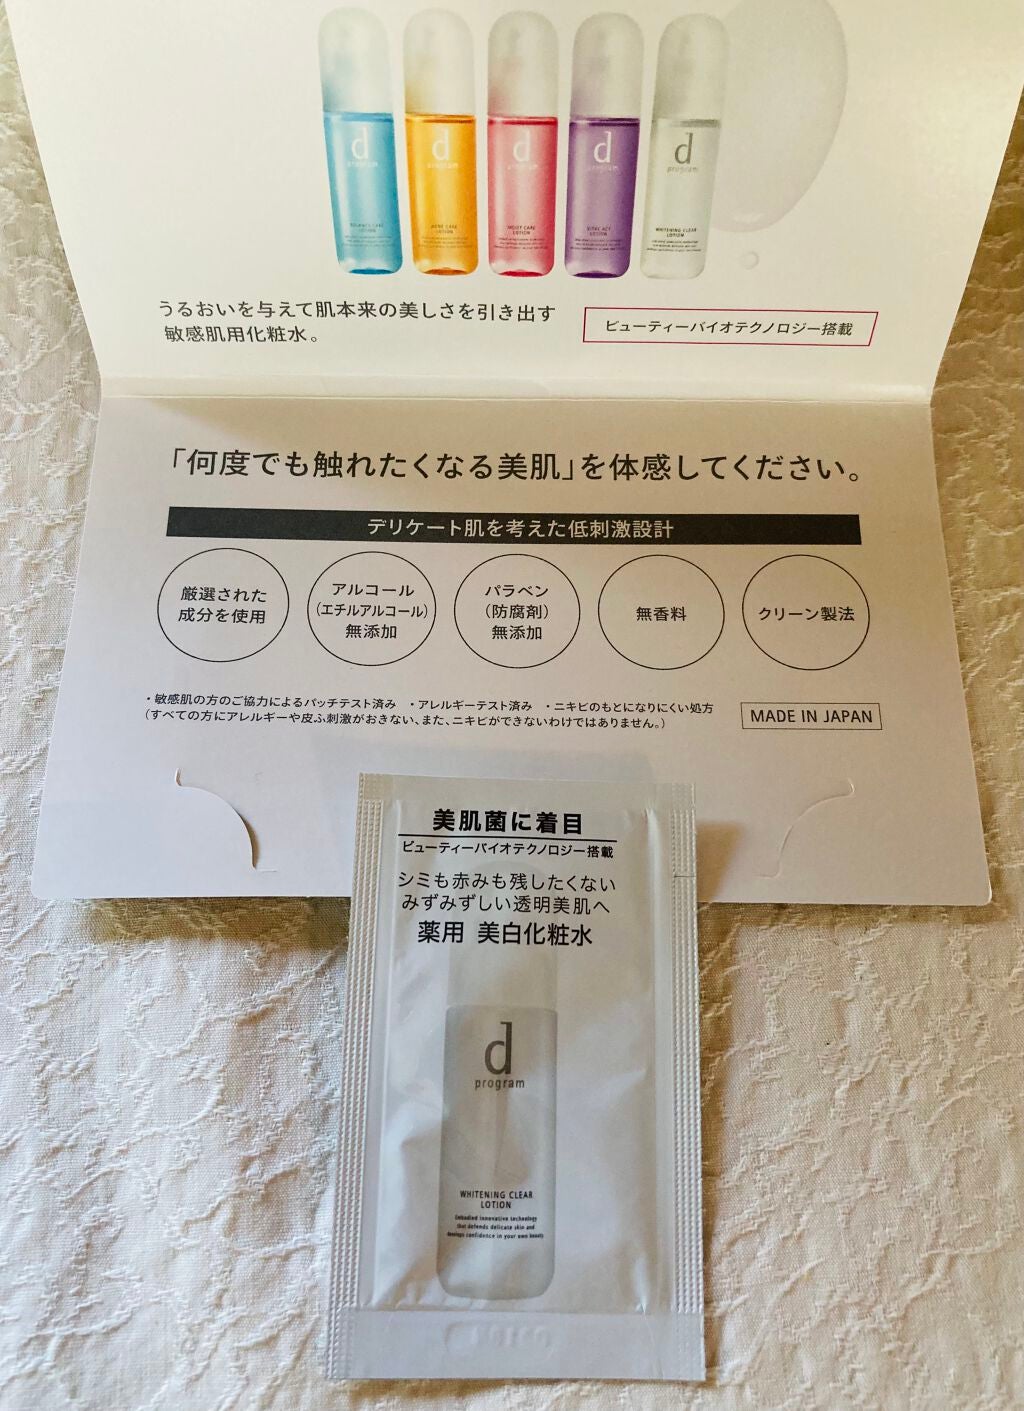 d
program
BALANCE CARE
LOTION
d
program
ACNE CARE
LOTION
d
program
MOIST CARE
LOTION
d
program
VITAL ACT
LOTION
d
program
WHITENING CLEAR
LOTION
うるおいを与えて肌本来の美しさを引き出す
敏感肌用化粧水。
ビューティーバイオテクノロジー搭載
「何度でも触れたくなる美肌」を体感してください。
デリケート肌を考えた低刺激設計
厳選された
成分を使用
アルコール
(エチルアルコール)
無添加
パラベン
(防腐剤)
無添加
無香料
クリーン製法
・敏感肌の方のご協力によるパッチテスト済み ・アレルギーテスト済み ・ニキビのもとになりにくい処方
(すべての方にアレルギーや皮ふ刺激がおきない、また、ニキビができないわけではありません。)
MADE IN JAPAN
美肌菌に着目
ビューティーバイオテクノロジー搭載
シミも赤みも残したくない
みずみずしい透明美肌へ
薬用 美白化粧水
d
program
WHITENING CLEAR
LOTION
Embodied innovative technology
that defends delicate skin and
develops confidence in your own beauty